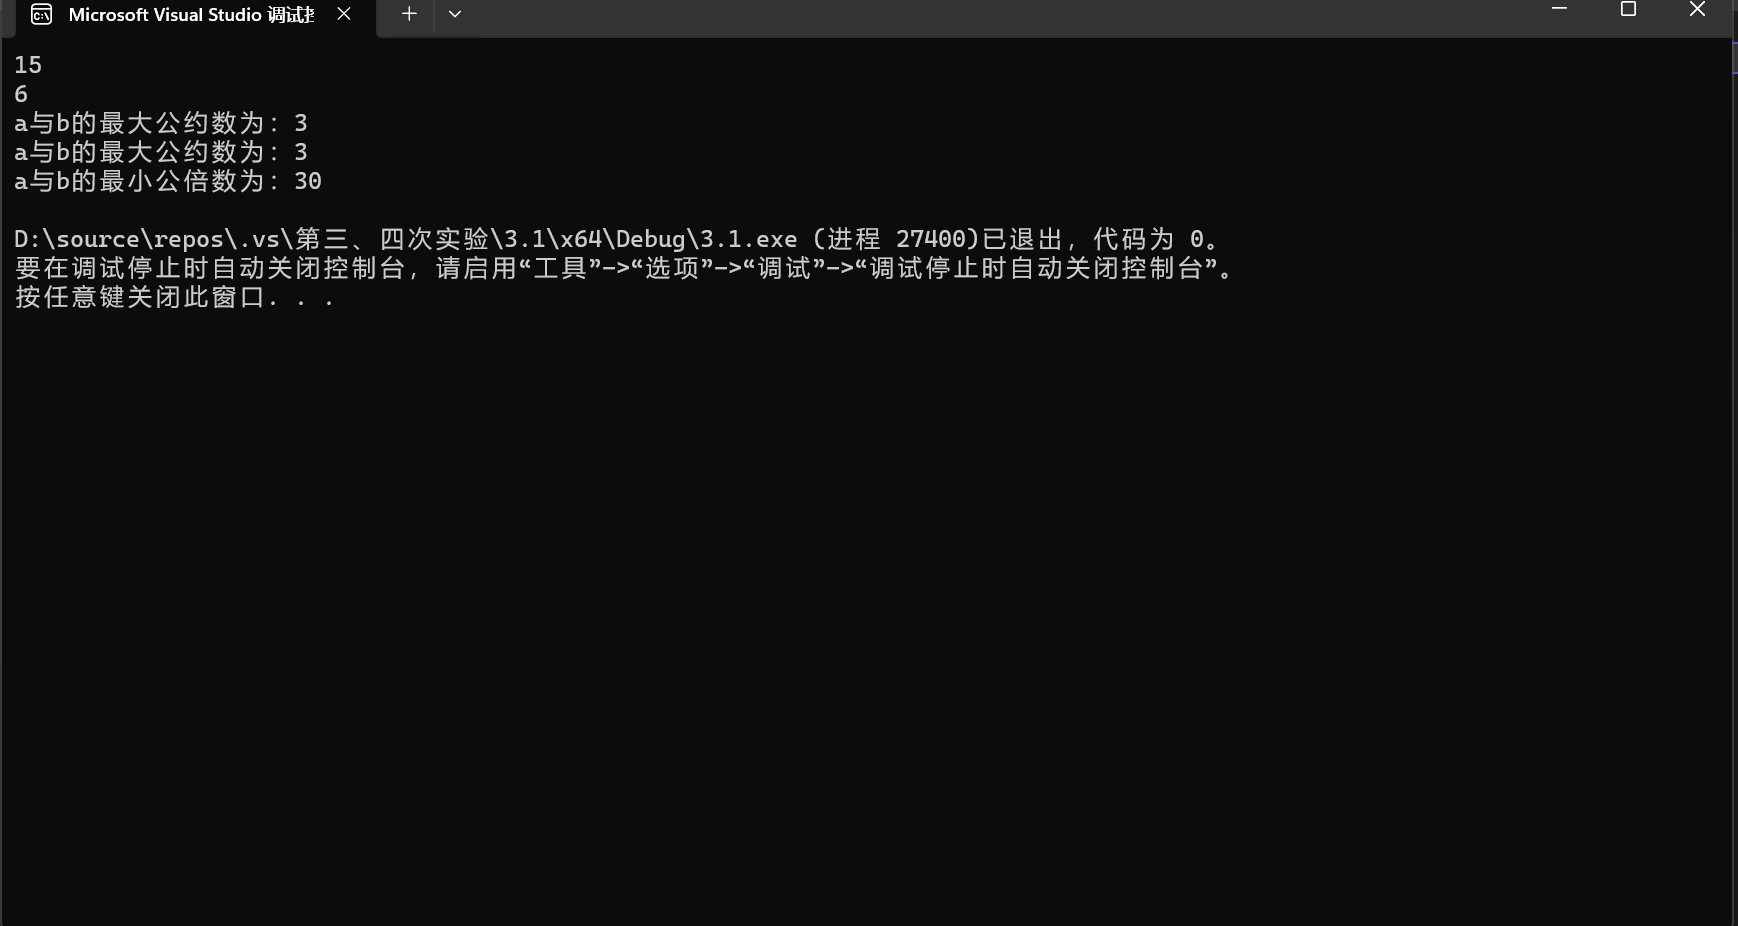 Microsoft Visual Studio 调试
15
6
a与b的最大公约数为：3
a与b的最大公约数为：3
a与b的最小公倍数为：30
D:\source\repos\.vs\第三、四次实验\3.1\x64\Debug\3.1.exe (进程 27400)已退出，代码为 0。
要在调试停止时自动关闭控制台，请启用“工具”->“选项”->“调试”->“调试停止时自动关闭控制台”。
按任意键关闭此窗口. . .